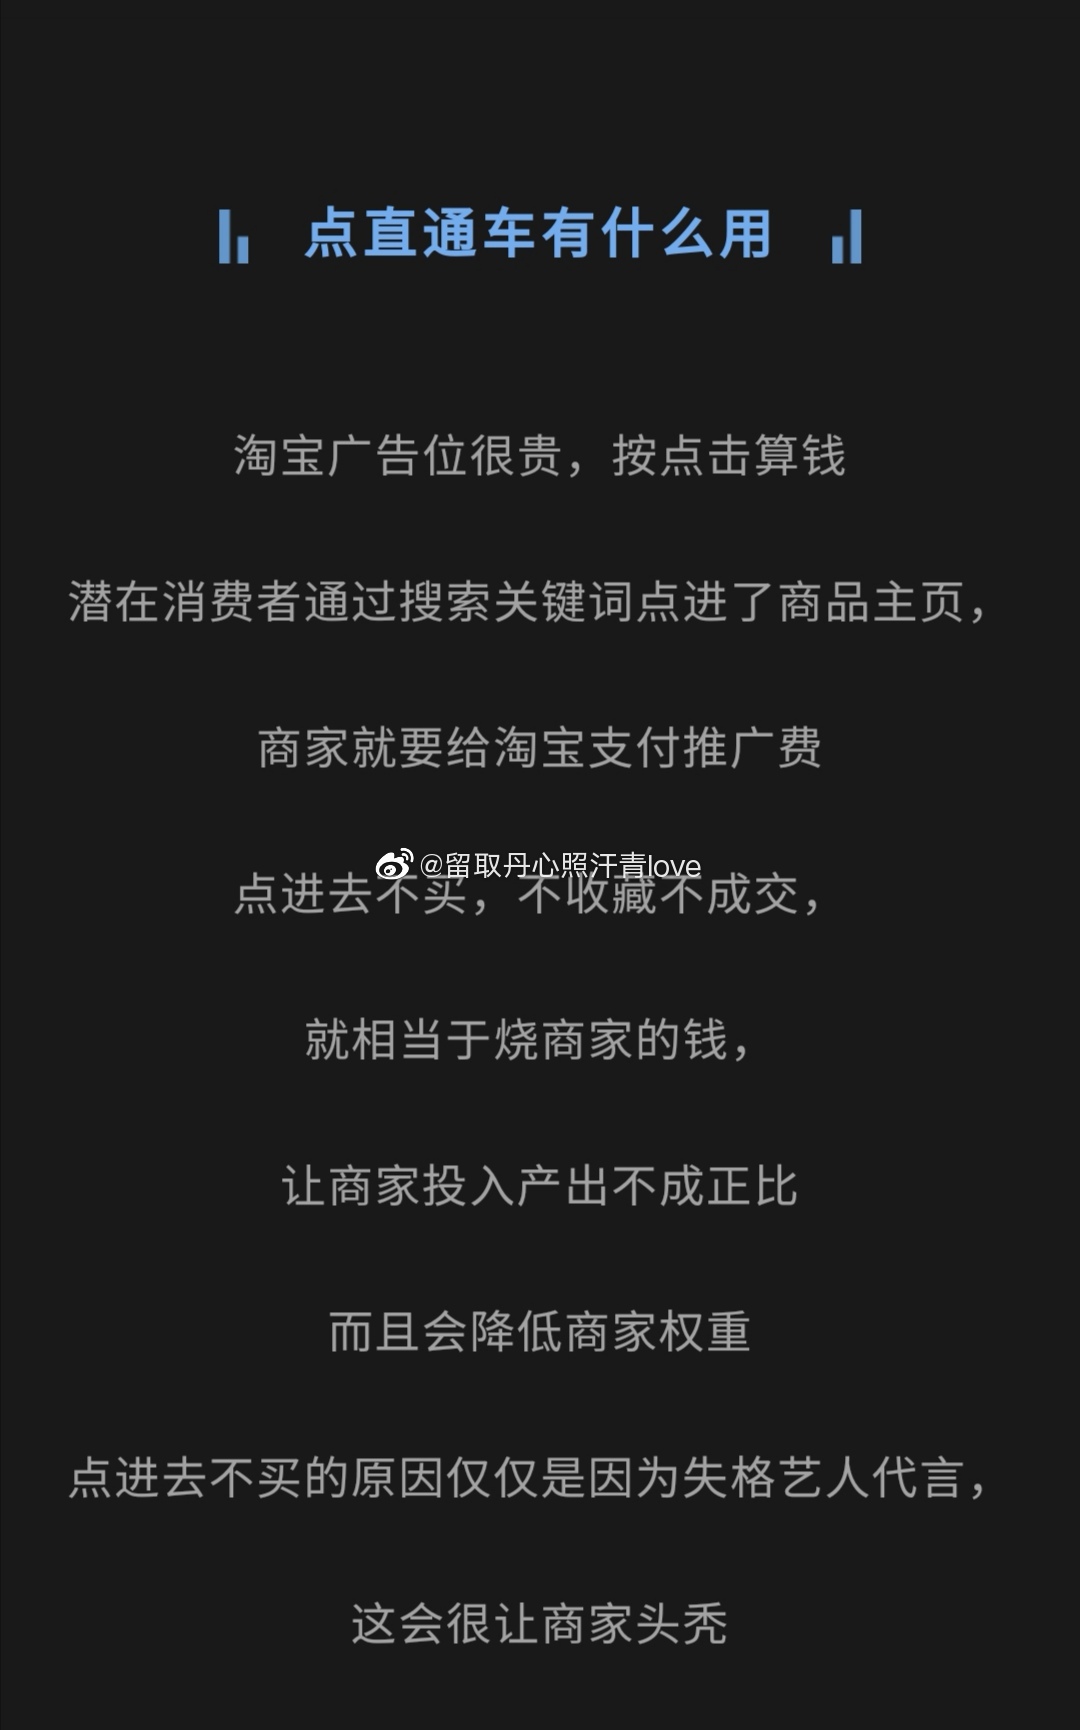 点直通车有什么用
淘宝广告位很贵，按点击算钱
潜在消费者通过搜索关键词点进了商品主页，
商家就要给淘宝支付推广费
@留取丹心照汗青love
点进去不买，不收藏不成交，
就相当于烧商家的钱，
让商家投入产出不成正比
而且会降低商家权重
点进去不买的原因仅仅是因为失格艺人代言，
这会很让商家头秃